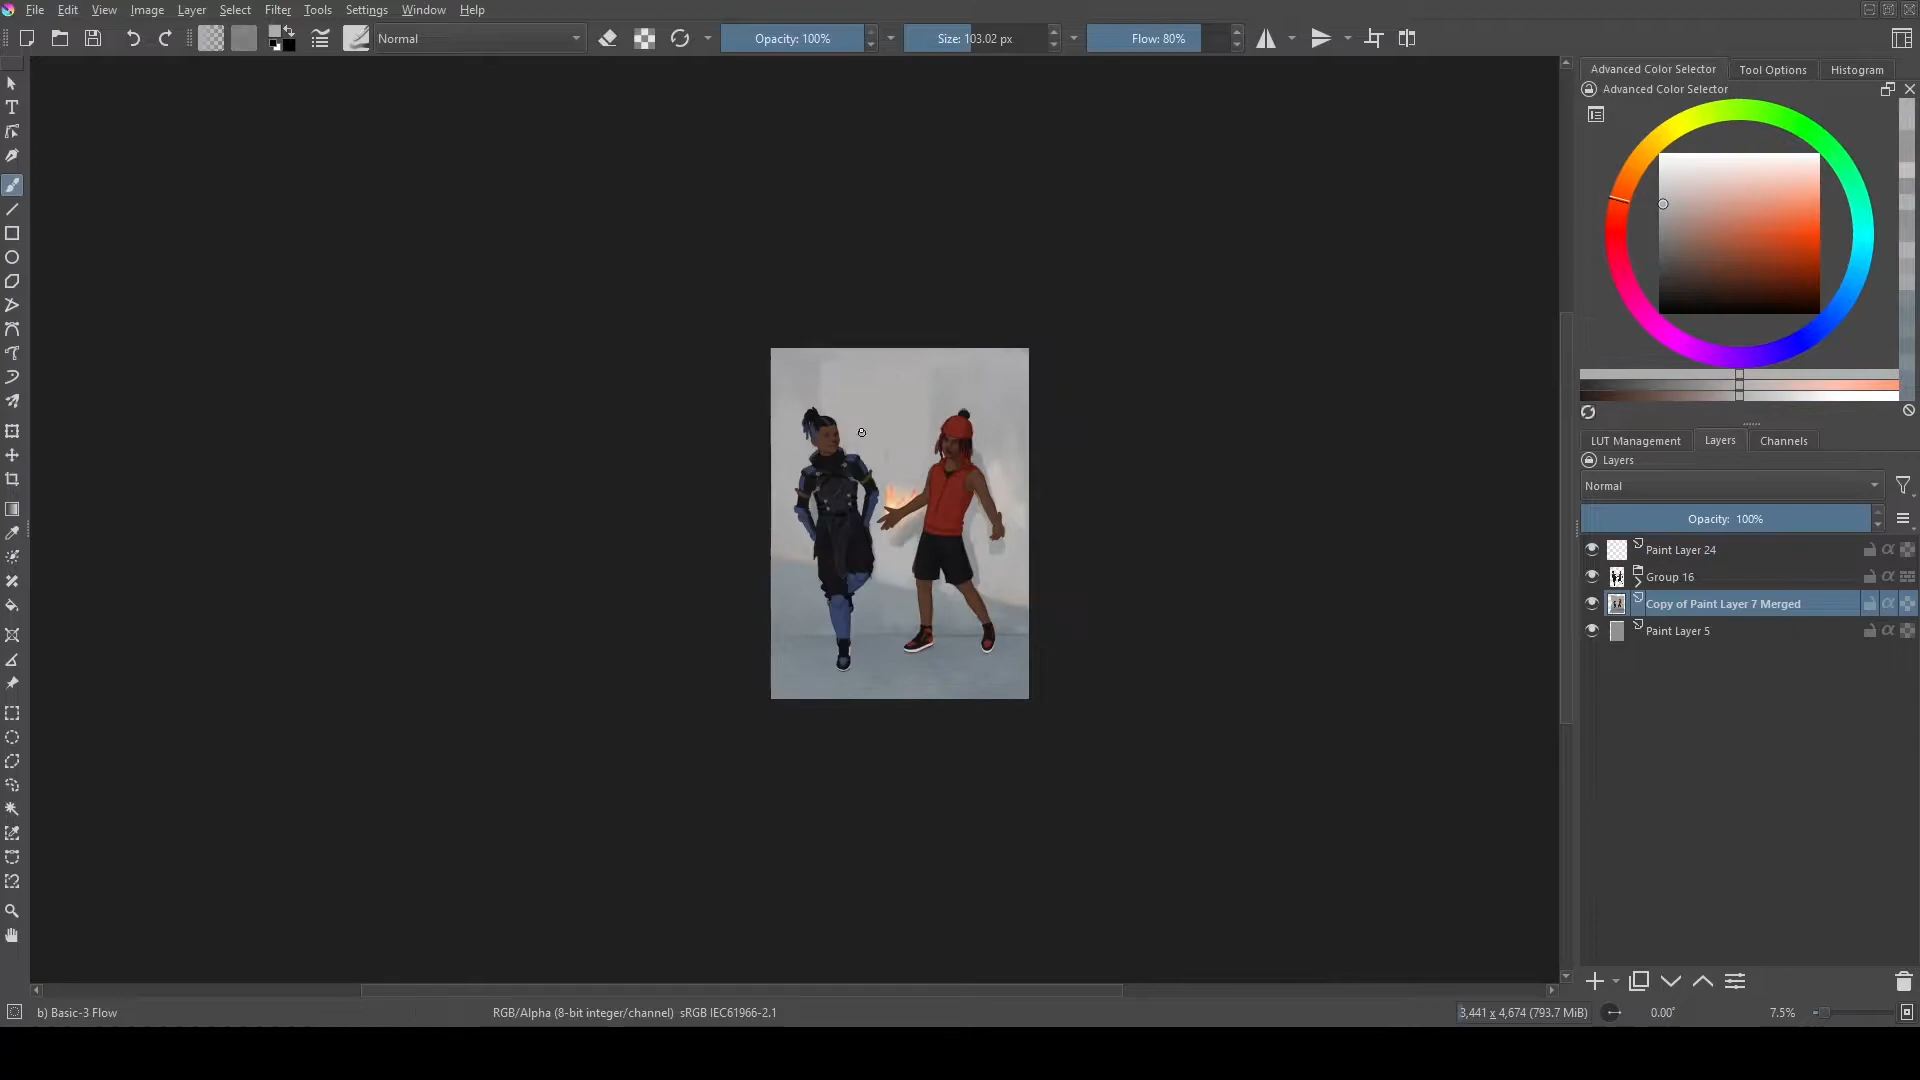 File Edit View Image Layer Select Filter Tools Settings Window Help
Normal Opacity: 100% Size: 103.02 px Flow: 80%
Advanced Color Selector Tool Options Histogram
Advanced Color Selector
LUT Management Layers Channels
Layers
Normal
Opacity: 100%
Paint Layer 24
Group 16
Copy of Paint Layer 7 Merged
Paint Layer 5
b) Basic-3 Flow RGB/Alpha (8-bit integer/channel) sRGB IEC61966-2.1 3,441 x 4,674 (793.7 MiB) 0.00° 7.5%